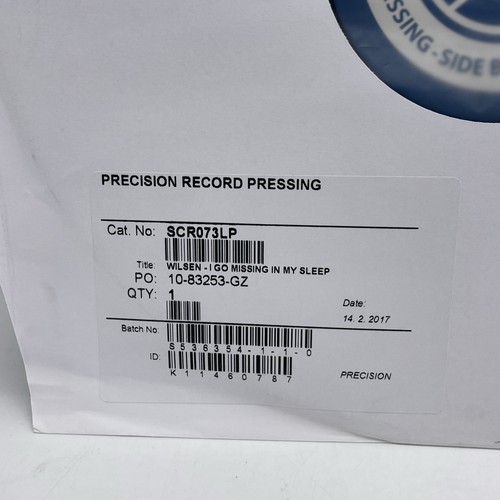 SSING-SIDE B
PRECISION RECORD PRESSING
Cat. No: SCR073LP
Title: WILSEN - I GO MISSING IN MY SLEEP
PO: 10-83253-GZ
QTY: 1
Date:
14. 2. 2017
Batch No:
S536354-1-1-0
ID:
K11460787
PRECISION